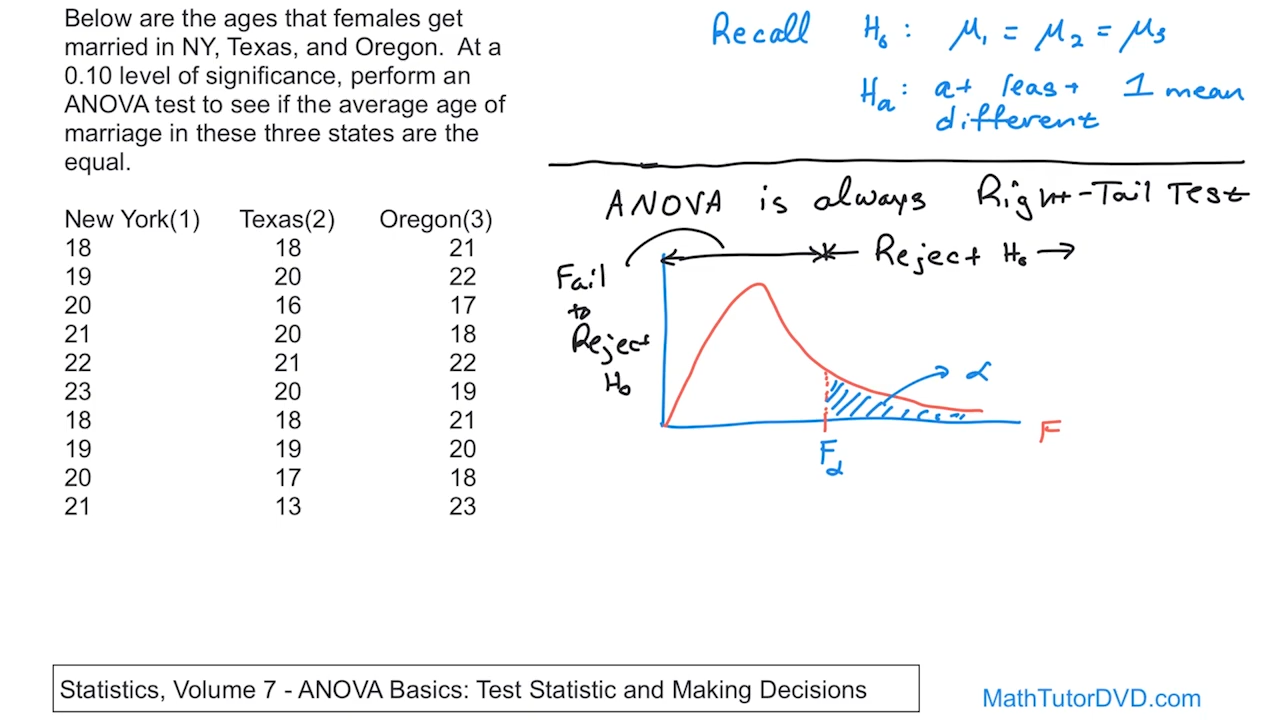 Below are the ages that females get
married in NY, Texas, and Oregon. At a
0.10 level of significance, perform an
ANOVA test to see if the average age of
marriage in these three states are the
equal.
New York(1) Texas(2) Oregon(3)
18 18 21
19 20 22
20 16 17
21 20 18
22 21 22
23 20 19
18 18 21
19 19 20
20 17 18
21 13 23
Recall H₀: μ₁ = μ₂ = μ₃
Hₐ: at least 1 mean
different
ANOVA is always Right-Tail Test
Reject H₀ →
Fail
to
Reject
H₀
α
F
Fα
Statistics, Volume 7 - ANOVA Basics: Test Statistic and Making Decisions
MathTutorDVD.com